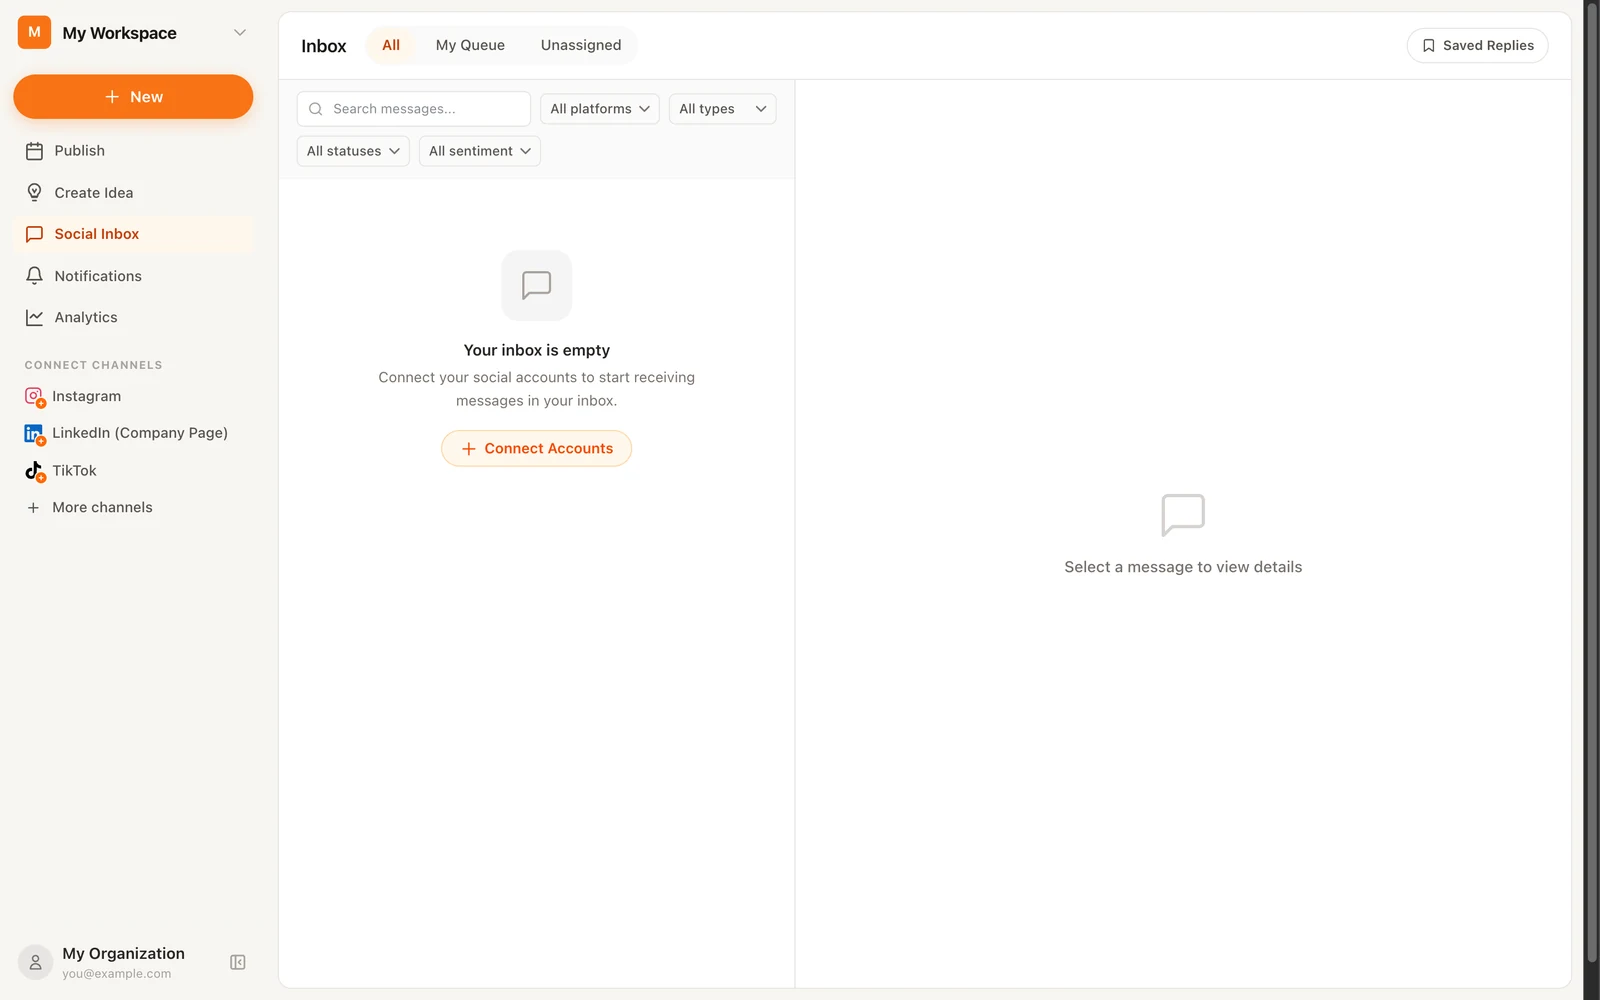 M
My Workspace
New
Publish
Create Idea
Social Inbox
Notifications
Analytics
CONNECT CHANNELS
Instagram
LinkedIn (Company Page)
TikTok
More channels
My Organization
you@example.com
Inbox
All
My Queue
Unassigned
Saved Replies
Search messages...
All platforms
All types
All statuses
All sentiment
Your inbox is empty
Connect your social accounts to start receiving
messages in your inbox.
Connect Accounts
Select a message to view details